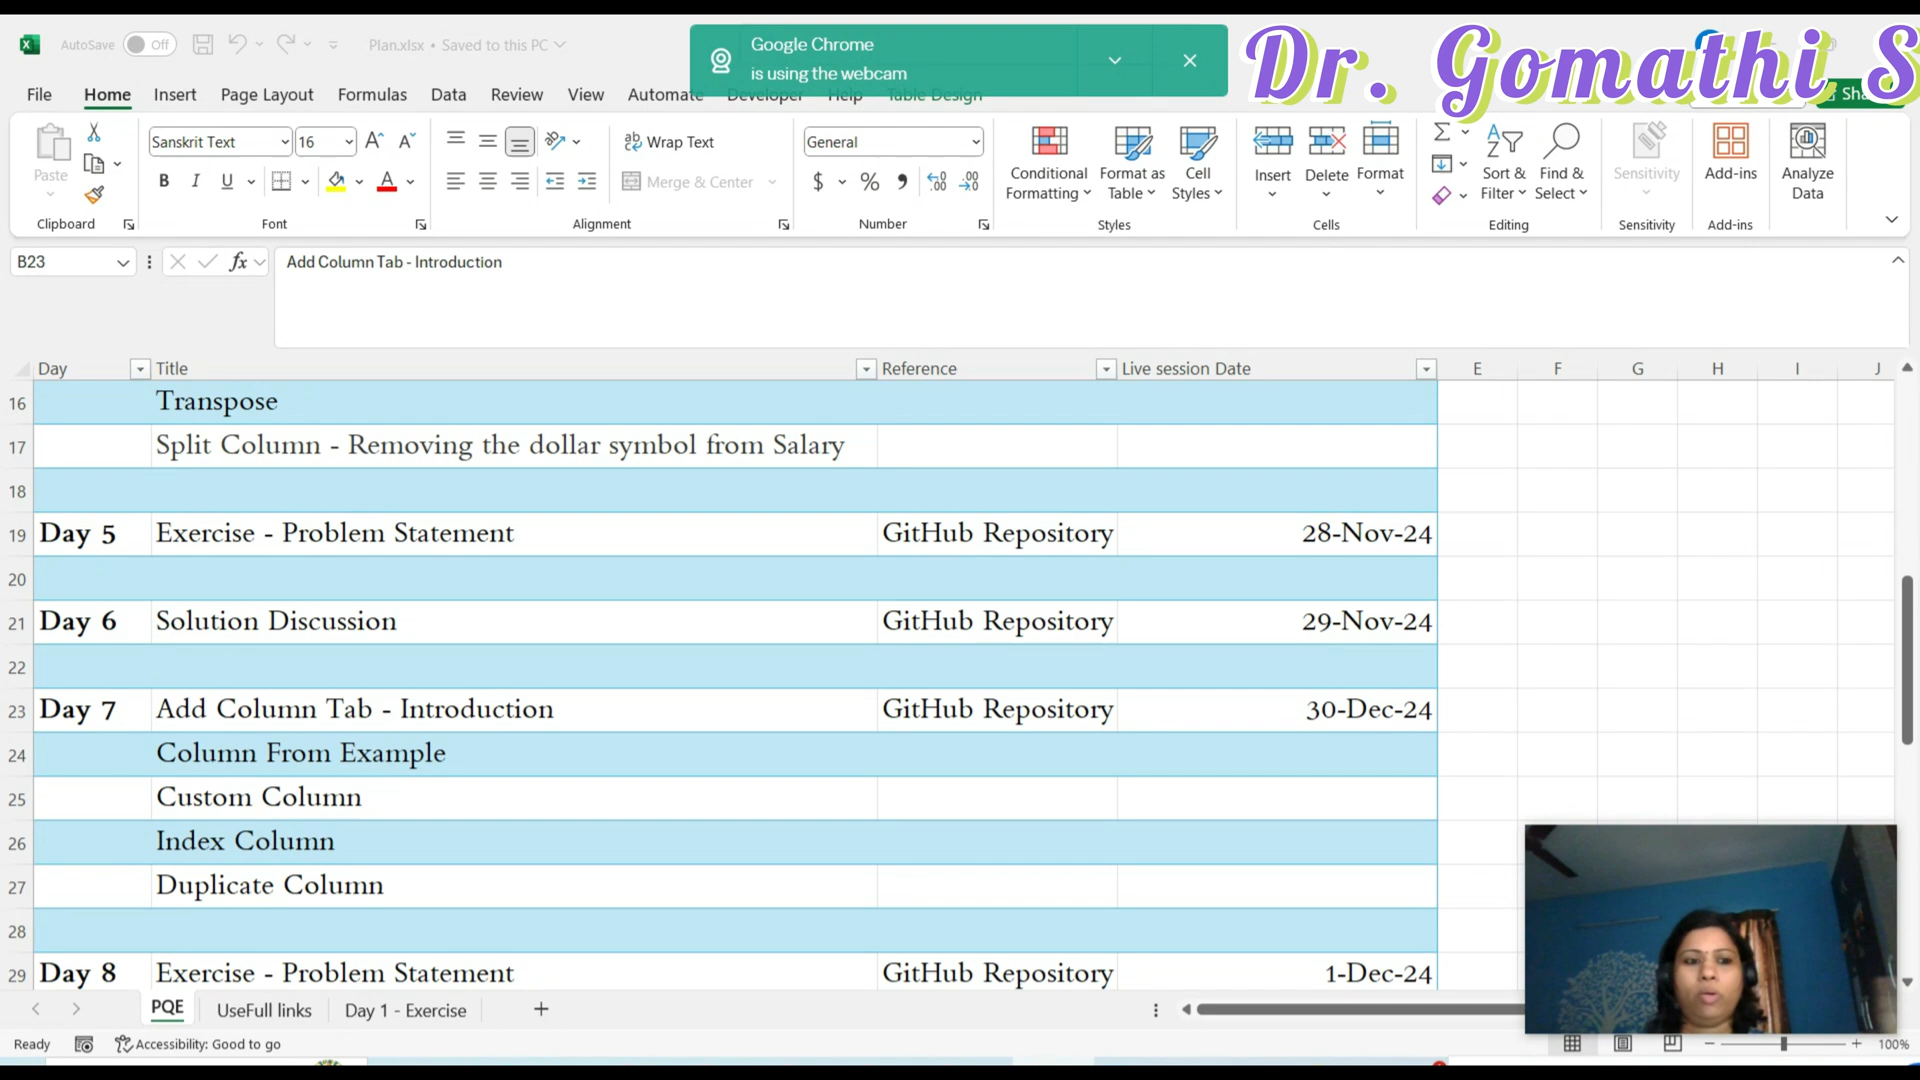 AutoSave Off Plan.xlsx • Saved to this PC
Google Chrome
is using the webcam
Dr. Gomathi S
File Home Insert Page Layout Formulas Data Review View Automate Developer Help Table Design
Paste
Clipboard
Sanskrit Text 16
B I U
Font
Wrap Text
Merge & Center
Alignment
General
$ %
Number
Conditional Formatting
Format as Table
Cell Styles
Styles
Insert Delete Format
Cells
Sort & Filter
Find & Select
Editing
Sensitivity
Sensitivity
Add-ins
Add-ins
Analyze Data
B23 fx Add Column Tab - Introduction
Day Title Reference Live session Date E F G H I J
16 Transpose
17 Split Column - Removing the dollar symbol from Salary
18
19 Day 5 Exercise - Problem Statement GitHub Repository 28-Nov-24
20
21 Day 6 Solution Discussion GitHub Repository 29-Nov-24
22
23 Day 7 Add Column Tab - Introduction GitHub Repository 30-Dec-24
24 Column From Example
25 Custom Column
26 Index Column
27 Duplicate Column
28
29 Day 8 Exercise - Problem Statement GitHub Repository 1-Dec-24
PQE UseFull links Day 1 - Exercise
Ready Accessibility: Good to go 100%